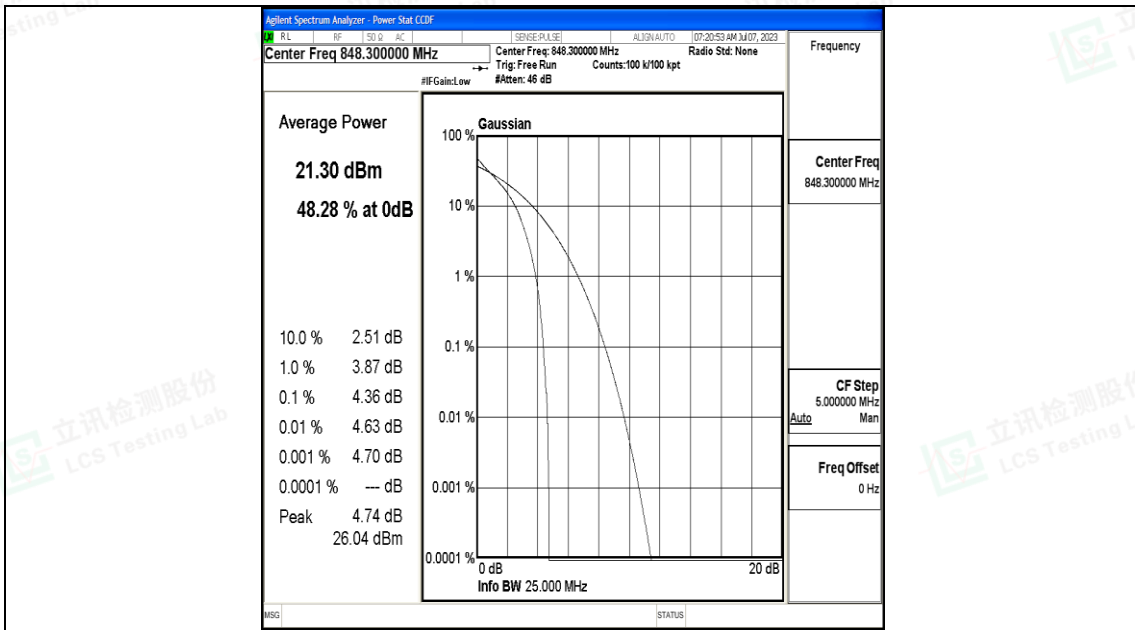 Agilent Spectrum Analyzer - Power Stat CCDF
RL RF 50 Ω AC SENSE:PULSE ALIGN AUTO 07:20:53 AM Jul 07, 2023
Center Freq 848.300000 MHz
Center Freq: 848.300000 MHz Radio Std: None
Trig: Free Run Counts:100 k/100 kpt
#IFGain:Low #Atten: 46 dB
Frequency
Average Power
21.30 dBm
48.28 % at 0dB
10.0 % 2.51 dB
1.0 % 3.87 dB
0.1 % 4.36 dB
0.01 % 4.63 dB
0.001 % 4.70 dB
0.0001 % --- dB
Peak 4.74 dB
26.04 dBm
Gaussian
100 %
10 %
1 %
0.1 %
0.01 %
0.001 %
0.0001 %
0 dB 20 dB
Info BW 25.000 MHz
Center Freq
848.300000 MHz
CF Step
5.000000 MHz
Auto Man
Freq Offset
0 Hz
MSG STATUS
立讯检测股份
LCS Testing Lab
立讯检测股份
LCS Testing L